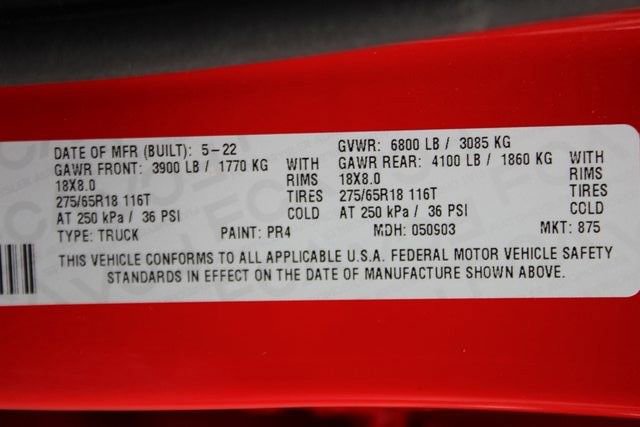 DATE OF MFR (BUILT): 5-22 GVWR: 6800 LB / 3085 KG
GAWR FRONT: 3900 LB / 1770 KG WITH GAWR REAR: 4100 LB / 1860 KG WITH
18X8.0 RIMS 18X8.0 RIMS
275/65R18 116T TIRES 275/65R18 116T TIRES
AT 250 kPa / 36 PSI COLD AT 250 kPa / 36 PSI COLD
TYPE: TRUCK PAINT: PR4 MDH: 050903 MKT: 875
THIS VEHICLE CONFORMS TO ALL APPLICABLE U.S.A. FEDERAL MOTOR VEHICLE SAFETY
STANDARDS IN EFFECT ON THE DATE OF MANUFACTURE SHOWN ABOVE.